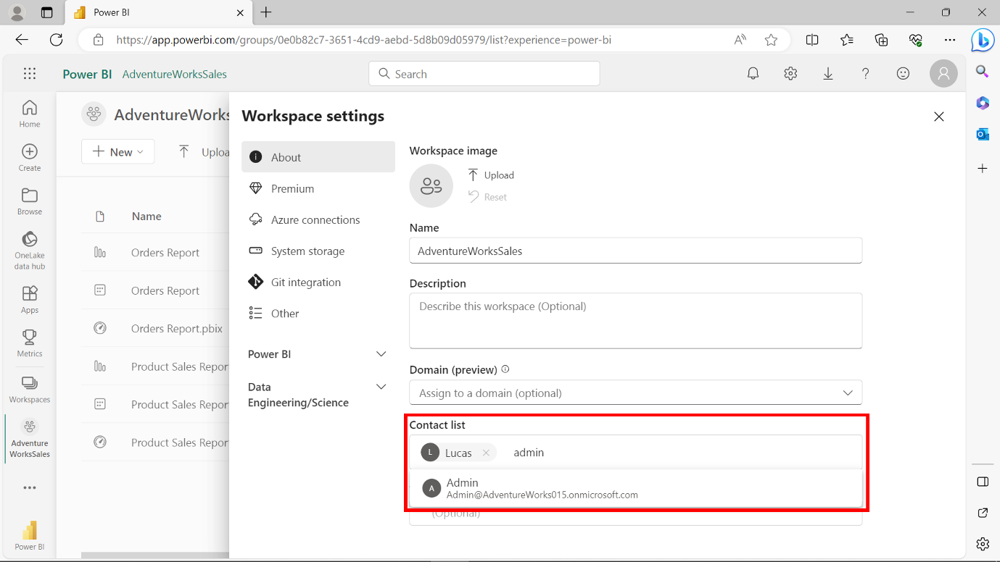 Power BI
https://app.powerbi.com/groups/0e0b82c7-3651-4cd9-aebd-5d8b09d05979/list?experience=power-bi
Power BI AdventureWorksSales
Search
Home
Create
Browse
OneLake
data hub
Apps
Metrics
Workspaces
Adventure
WorksSales
Power BI
AdventureWorks
New
Uploa
Name
Orders Report
Orders Report
Orders Report.pbix
Product Sales Repor
Product Sales Repor
Product Sales Repor
Workspace settings
About
Premium
Azure connections
System storage
Git integration
Other
Power BI
Data
Engineering/Science
Workspace image
Upload
Reset
Name
AdventureWorksSales
Description
Describe this workspace (Optional)
Domain (preview)
Assign to a domain (optional)
Contact list
L Lucas admin
A Admin
Admin@AdventureWorks015.onmicrosoft.com
(Optional)